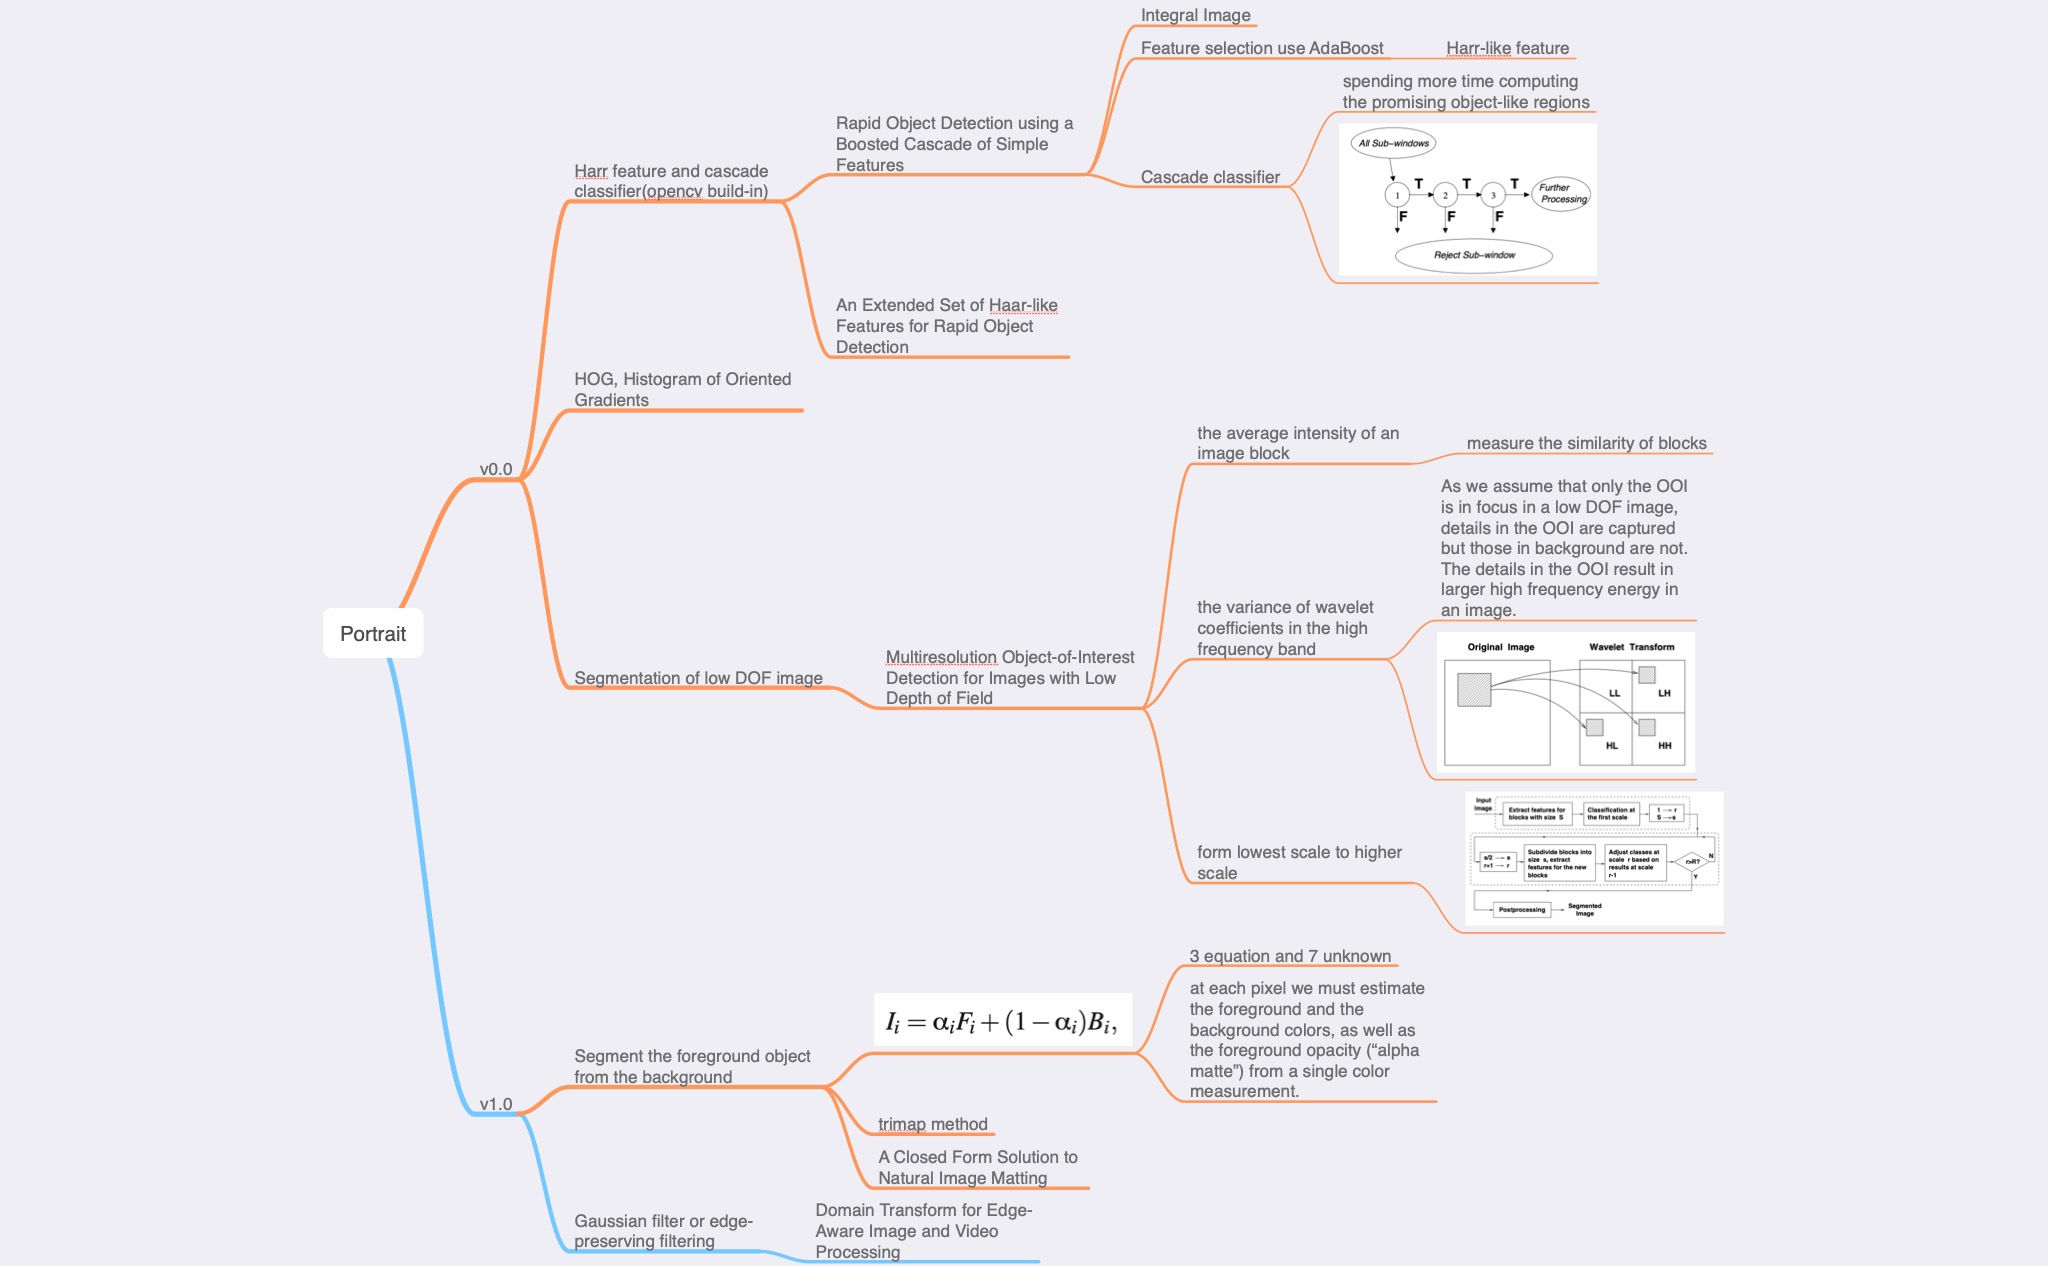 Portrait
v0.0
Harr feature and cascade
classifier(opencv build-in)
Rapid Object Detection using a
Boosted Cascade of Simple
Features
Integral Image
Feature selection use AdaBoost
Harr-like feature
Cascade classifier
spending more time computing
the promising object-like regions
All Sub-windows
1
T
2
T
3
T
Further
Processing
F
F
F
Reject Sub-window
An Extended Set of Haar-like
Features for Rapid Object
Detection
HOG, Histogram of Oriented
Gradients
Segmentation of low DOF image
Multiresolution Object-of-Interest
Detection for Images with Low
Depth of Field
the average intensity of an
image block
measure the similarity of blocks
the variance of wavelet
coefficients in the high
frequency band
As we assume that only the OOI
is in focus in a low DOF image,
details in the OOI are captured
but those in background are not.
The details in the OOI result in
larger high frequency energy in
an image.
Original Image
Wavelet Transform
LL
LH
HL
HH
form lowest scale to higher
scale
Input
Image
Extract features for
blocks with size S
Classification at
the first scale
1 → r
S → s
s/2 → s
r+1 → r
Subdivide blocks into
size s, extract
features for the new
blocks
Adjust classes at
scale r based on
results at scale
r-1
r>R?
N
Y
Postprocessing
Segmented
Image
v1.0
Segment the foreground object
from the background
I_i = α_iF_i + (1 − α_i)B_i,
3 equation and 7 unknown
at each pixel we must estimate
the foreground and the
background colors, as well as
the foreground opacity (“alpha
matte”) from a single color
measurement.
trimap method
A Closed Form Solution to
Natural Image Matting
Gaussian filter or edge-
preserving filtering
Domain Transform for Edge-
Aware Image and Video
Processing